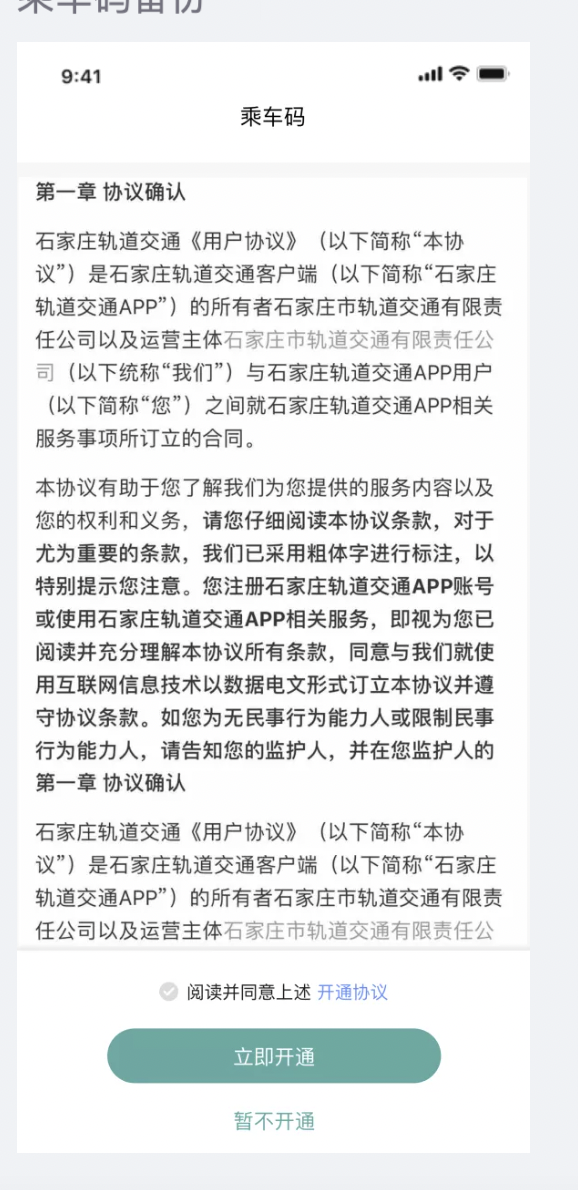 乘车码备份
9:41
乘车码
第一章 协议确认
石家庄轨道交通《用户协议》（以下简称“本协
议”）是石家庄轨道交通客户端（以下简称“石家庄
轨道交通APP”）的所有者石家庄市轨道交通有限责
任公司以及运营主体石家庄市轨道交通有限责任公
司（以下统称“我们”）与石家庄轨道交通APP用户
（以下简称“您”）之间就石家庄轨道交通APP相关
服务事项所订立的合同。
本协议有助于您了解我们为您提供的服务内容以及
您的权利和义务，请您仔细阅读本协议条款，对于
尤为重要的条款，我们已采用粗体字进行标注，以
特别提示您注意。您注册石家庄轨道交通APP账号
或使用石家庄轨道交通APP相关服务，即视为您已
阅读并充分理解本协议所有条款，同意与我们就使
用互联网信息技术以数据电文形式订立本协议并遵
守协议条款。如您为无民事行为能力人或限制民事
行为能力人，请告知您的监护人，并在您监护人的
第一章 协议确认
石家庄轨道交通《用户协议》（以下简称“本协
议”）是石家庄轨道交通客户端（以下简称“石家庄
轨道交通APP”）的所有者石家庄市轨道交通有限责
任公司以及运营主体石家庄市轨道交通有限责任公
阅读并同意上述 开通协议
立即开通
暂不开通